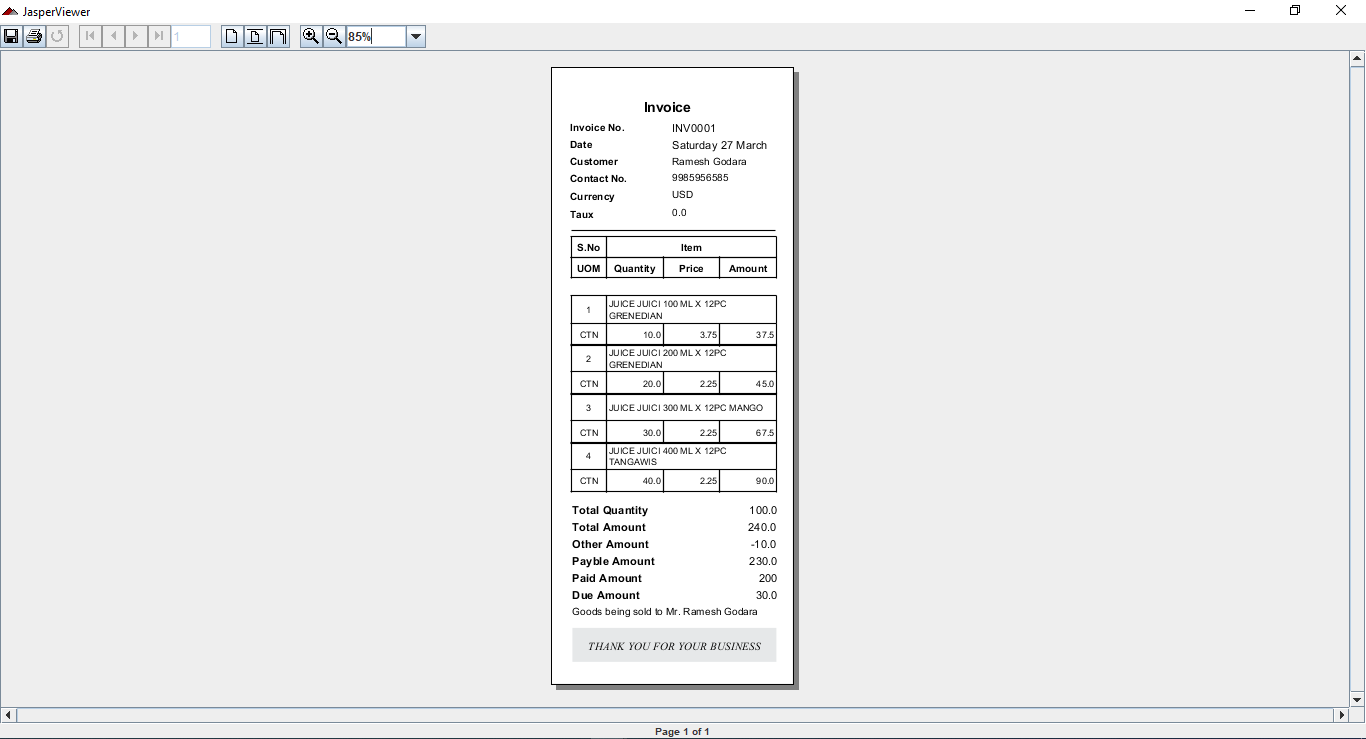 JasperViewer
1
85%
Invoice
Invoice No. INV0001
Date Saturday 27 March
Customer Ramesh Godara
Contact No. 9985956585
Currency USD
Taux 0.0
S.No Item
UOM Quantity Price Amount
1 JUICE JUICI 100 ML X 12PC
GRENEDIAN
CTN 10.0 3.75 37.5
2 JUICE JUICI 200 ML X 12PC
GRENEDIAN
CTN 20.0 2.25 45.0
3 JUICE JUICI 300 ML X 12PC MANGO
CTN 30.0 2.25 67.5
4 JUICE JUICI 400 ML X 12PC
TANGAWIS
CTN 40.0 2.25 90.0
Total Quantity 100.0
Total Amount 240.0
Other Amount -10.0
Payble Amount 230.0
Paid Amount 200
Due Amount 30.0
Goods being sold to Mr. Ramesh Godara
THANK YOU FOR YOUR BUSINESS
Page 1 of 1